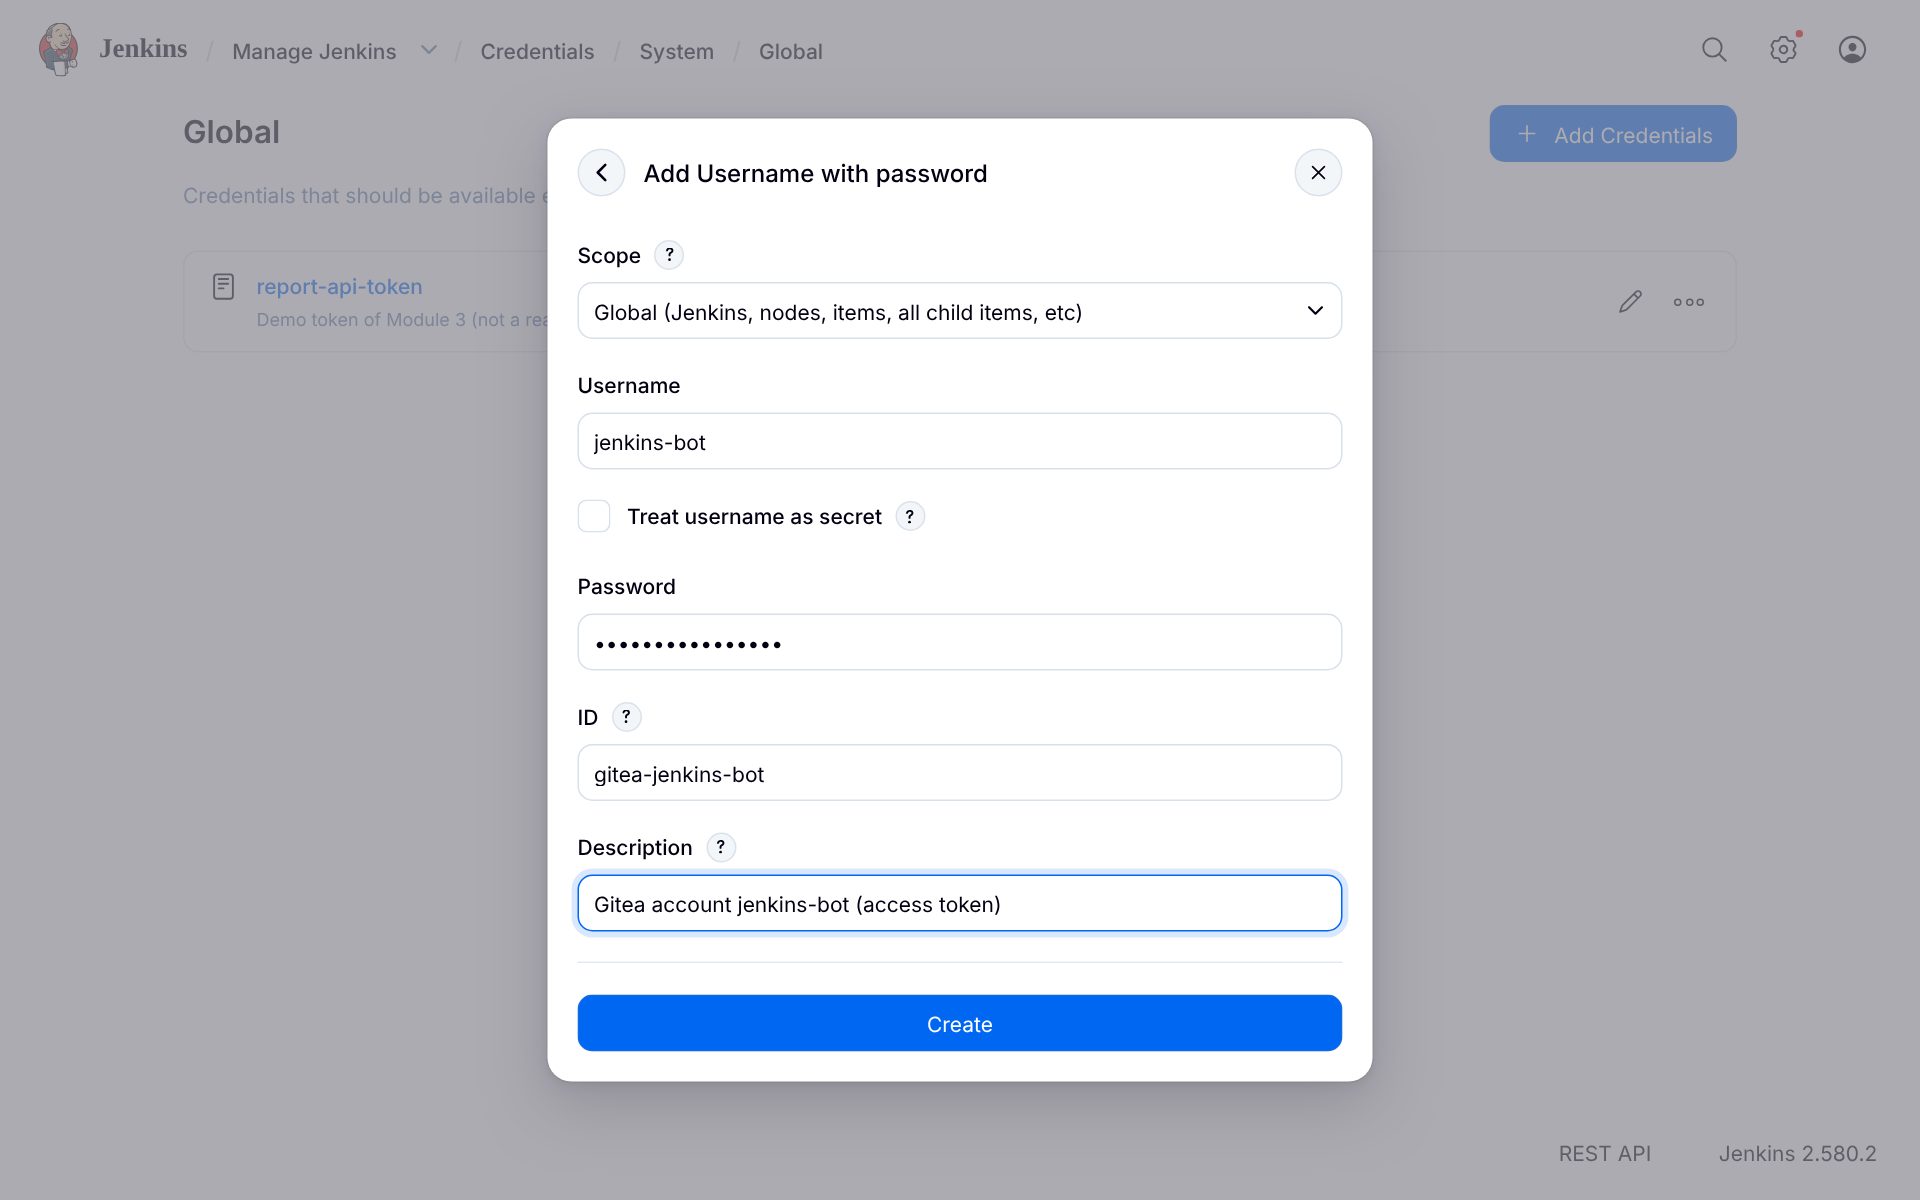 Jenkins / Manage Jenkins / Credentials / System / Global
Global
+ Add Credentials
Credentials that should be available
report-api-token
Demo token of Module 3 (not a
Add Username with password
Scope ?
Global (Jenkins, nodes, items, all child items, etc)
Username
jenkins-bot
Treat username as secret ?
Password
••••••••••••••••
ID ?
gitea-jenkins-bot
Description ?
Gitea account jenkins-bot (access token)
Create
REST API
Jenkins 2.580.2